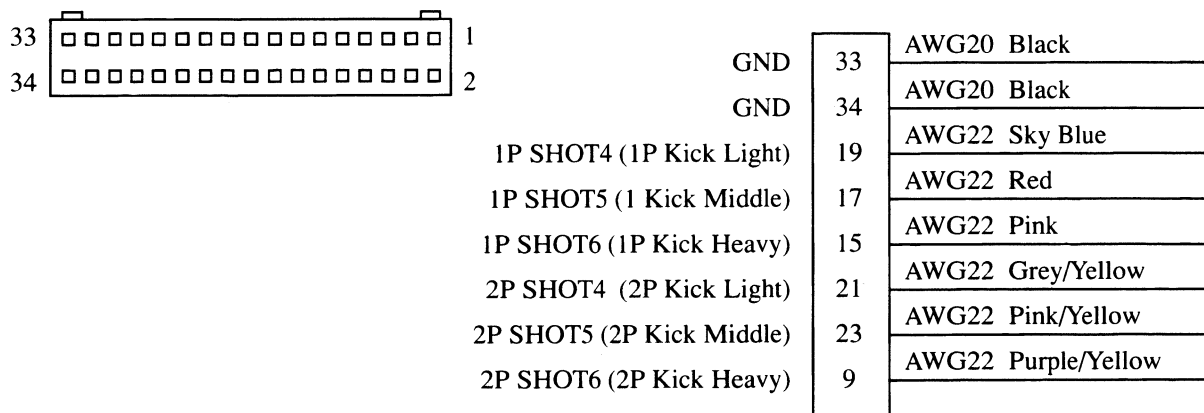 33 1
34 2
GND 33 AWG20 Black
GND 34 AWG20 Black
1P SHOT4 (1P Kick Light) 19 AWG22 Sky Blue
1P SHOT5 (1 Kick Middle) 17 AWG22 Red
1P SHOT6 (1P Kick Heavy) 15 AWG22 Pink
2P SHOT4 (2P Kick Light) 21 AWG22 Grey/Yellow
2P SHOT5 (2P Kick Middle) 23 AWG22 Pink/Yellow
2P SHOT6 (2P Kick Heavy) 9 AWG22 Purple/Yellow